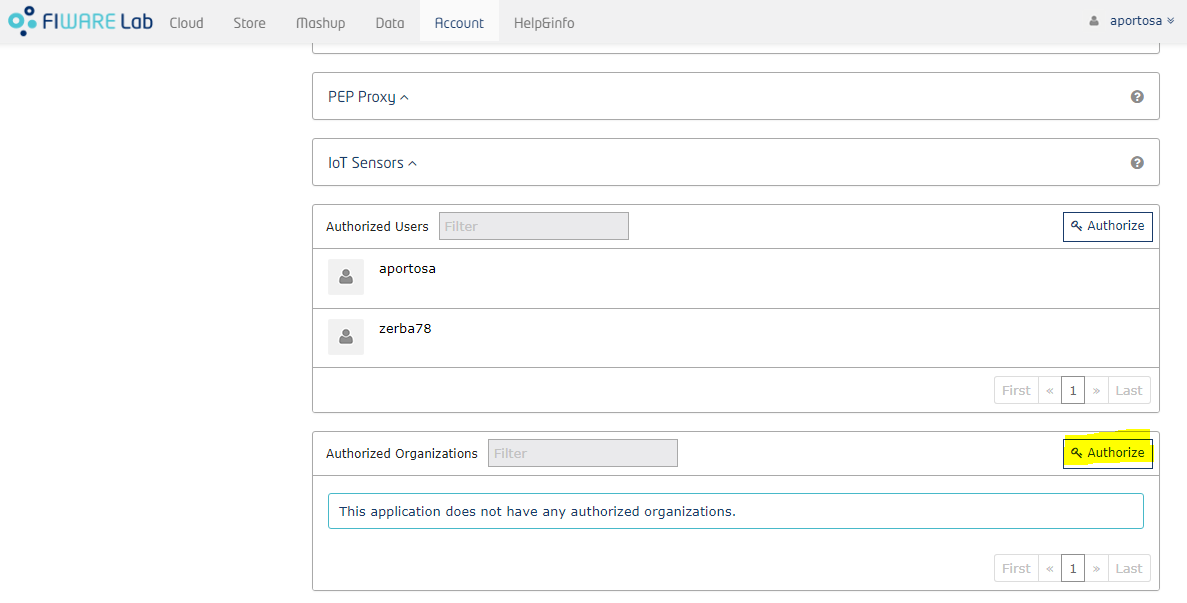 FIWARE Lab Cloud Store Mashup Data Account Help&info aportosa
PEP Proxy
IoT Sensors
Authorized Users Filter Authorize
aportosa
zerba78
First « 1 » Last
Authorized Organizations Filter Authorize
This application does not have any authorized organizations.
First « 1 » Last